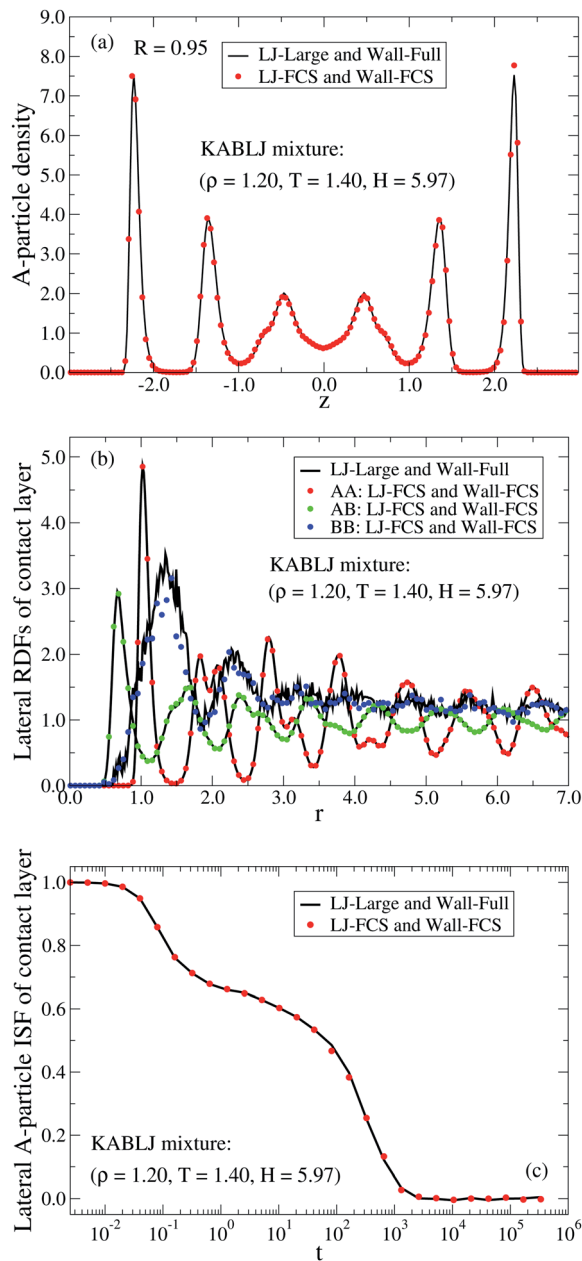 (a)
R = 0.95
LJ-Large and Wall-Full
LJ-FCS and Wall-FCS
KABLJ mixture:
(ρ = 1.20, T = 1.40, H = 5.97)
A-particle density
9.0
8.0
7.0
6.0
5.0
4.0
3.0
2.0
1.0
0.0
-2.0 -1.0 0.0 1.0 2.0
z
(b)
LJ-Large and Wall-Full
AA: LJ-FCS and Wall-FCS
AB: LJ-FCS and Wall-FCS
BB: LJ-FCS and Wall-FCS
KABLJ mixture:
(ρ = 1.20, T = 1.40, H = 5.97)
Lateral RDFs of contact layer
5.0
4.0
3.0
2.0
1.0
0.0
0.0 1.0 2.0 3.0 4.0 5.0 6.0 7.0
r
LJ-Large and Wall-Full
LJ-FCS and Wall-FCS
Lateral A-particle ISF of contact layer
1.0
0.8
0.6
0.4
0.2
0.0
KABLJ mixture:
(ρ = 1.20, T = 1.40, H = 5.97)
(c)
10^-2 10^-1 10^0 10^1 10^2 10^3 10^4 10^5 10^6
t